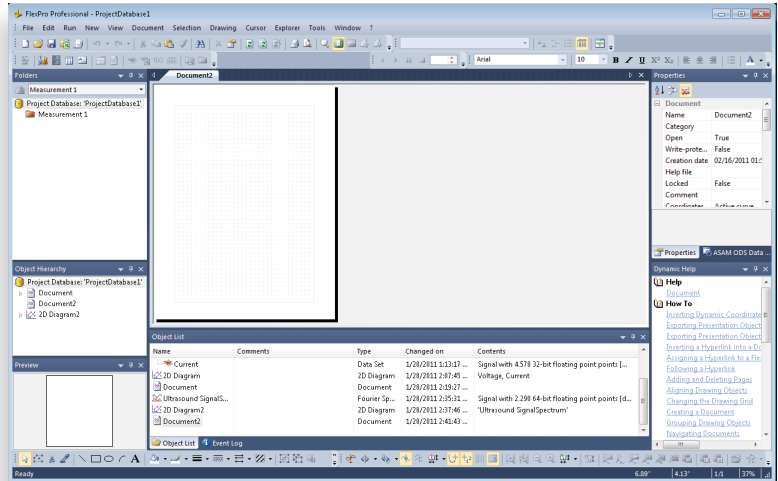 FlexPro Professional - ProjectDatabase1
File Edit Run New View Document Selection Drawing Cursor Explorer Tools Window ?
Arial 10 B I U X² X₂ A
Folders
Measurement 1
Project Database: 'ProjectDatabase1'
Measurement 1
Document2
Properties
Document
Name Document2
Category
Open True
Write-prote... False
Creation date 02/16/2011 01:
Help file
Locked False
Comment
Coordinates Active curve
Properties ASAM ODS Data ...
Object Hierarchy
Project Database: 'ProjectDatabase1'
Document
Document2
2D Diagram2
Dynamic Help
Help
Document
How To
Inserting Dynamic Coordinate
Exporting Presentation Object
Exporting Presentation Object
Inserting a Hyperlink into a Do
Assigning a Hyperlink to a Fle
Following a Hyperlink
Adding and Deleting Pages
Aligning Drawing Objects
Changing the Drawing Grid
Creating a Document
Grouping Drawing Objects
Navigating Documents
Object List
Name Comments Type Changed on Contents
Current Data Set 1/28/2011 1:13:17 ... Signal with 4.578 32-bit floating point points [...
2D Diagram 2D Diagram 1/28/2011 2:07:45 ... Voltage, Current
Document Document 1/28/2011 2:19:27 ...
Ultrasound SignalS... Fourier Sp... 1/28/2011 2:35:31 ... Signal with 2.290 64-bit floating point points [d...
2D Diagram2 2D Diagram 1/28/2011 2:37:46 ... 'Ultrasound SignalSpectrum'
Document2 Document 1/28/2011 2:41:43 ...
Object List Event Log
Preview
A
Ready 6.89" 4.13" 1/1 37%